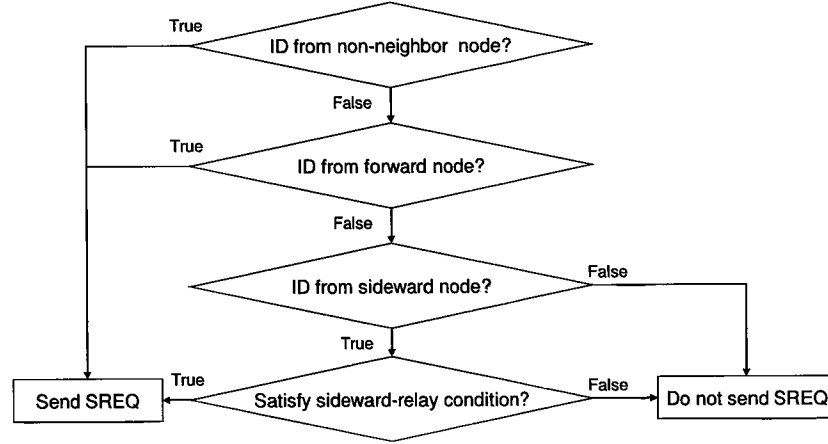 True
ID from non-neighbor node?
False
True
ID from forward node?
False
ID from sideward node?
False
True
True
False
Send SREQ
Satisfy sideward-relay condition?
Do not send SREQ